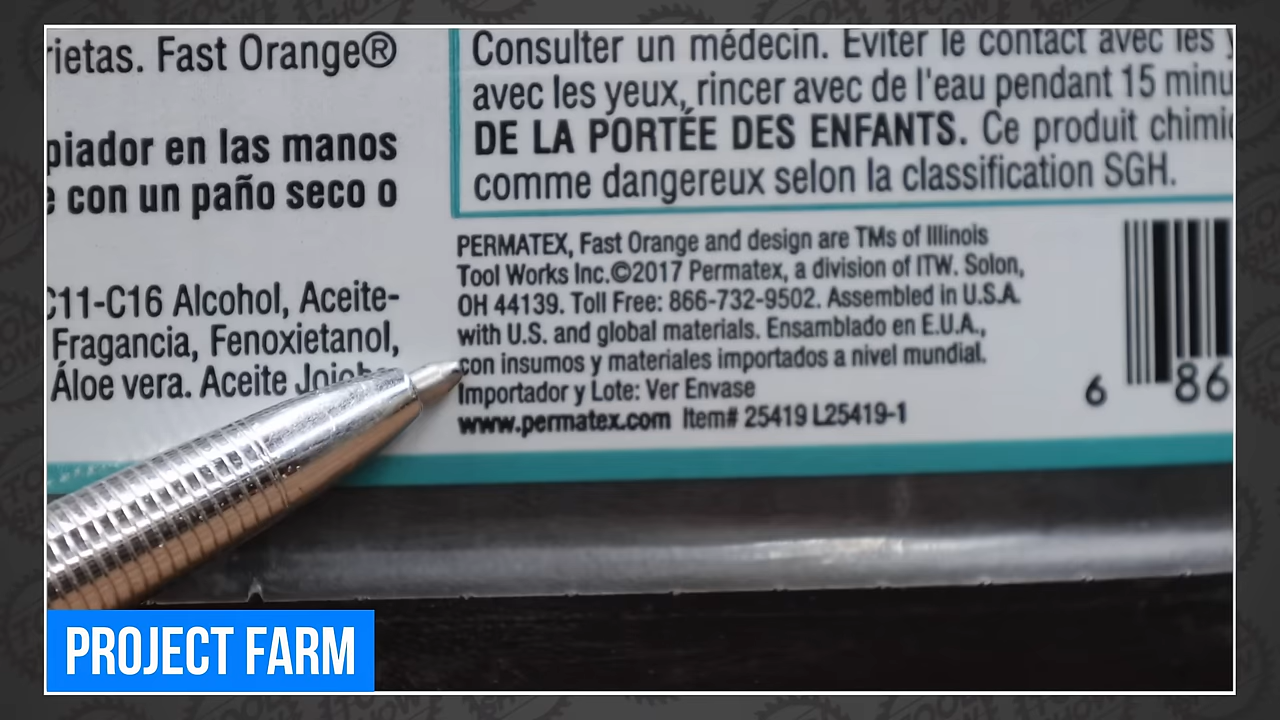 rietas. Fast Orange®
piador en las manos
e con un paño seco o
C11-C16 Alcohol, Aceite-
Fragancia, Fenoxietanol,
Áloe vera. Aceite Jojoba
Consulter un médecin. Éviter le contact avec les y
avec les yeux, rincer avec de l'eau pendant 15 minu
DE LA PORTÉE DES ENFANTS. Ce produit chimi
comme dangereux selon la classification SGH.
PERMATEX, Fast Orange and design are TMs of Illinois
Tool Works Inc.©2017 Permatex, a division of ITW. Solon,
OH 44139. Toll Free: 866-732-9502. Assembled in U.S.A.
with U.S. and global materials. Ensamblado en E.U.A.,
con insumos y materiales importados a nivel mundial.
Importador y Lote: Ver Envase
www.permatex.com Item# 25419 L25419-1
6 86
PROJECT FARM